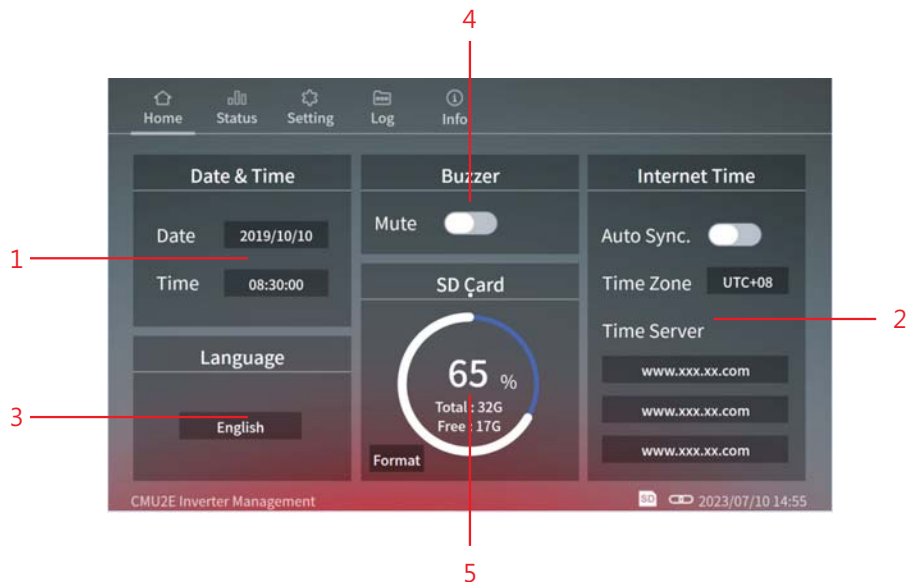 4
Home Status Setting Log Info
Date & Time
Date 2019/10/10
Time 08:30:00
1
Language
English
3
Buzzer
Mute
SD Card
65 %
Total : 32G
Free : 17G
Format
Internet Time
Auto Sync.
Time Zone UTC+08
Time Server
www.xxx.xx.com
www.xxx.xx.com
www.xxx.xx.com
2
CMU2E Inverter Management SD 2023/07/10 14:55
5